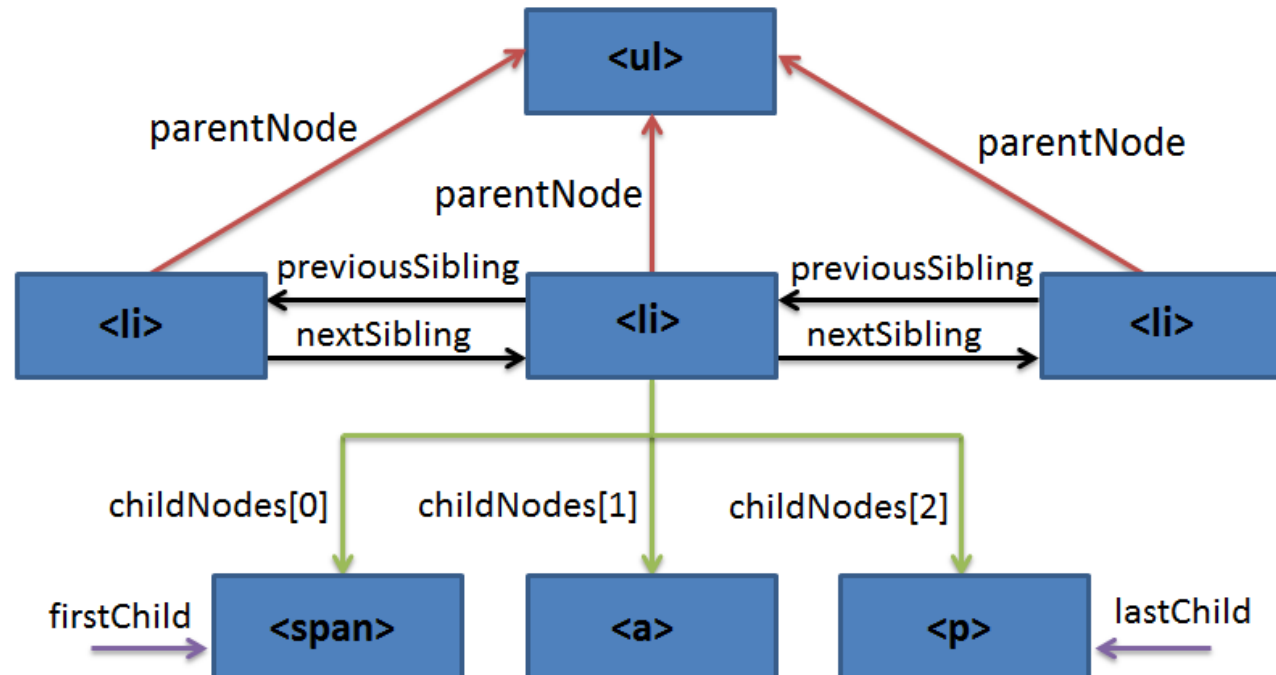 <ul>
parentNode
parentNode
parentNode
previousSibling
previousSibling
<li>
<li>
<li>
nextSibling
nextSibling
childNodes[0]
childNodes[1]
childNodes[2]
firstChild
lastChild
<span>
<a>
<p>